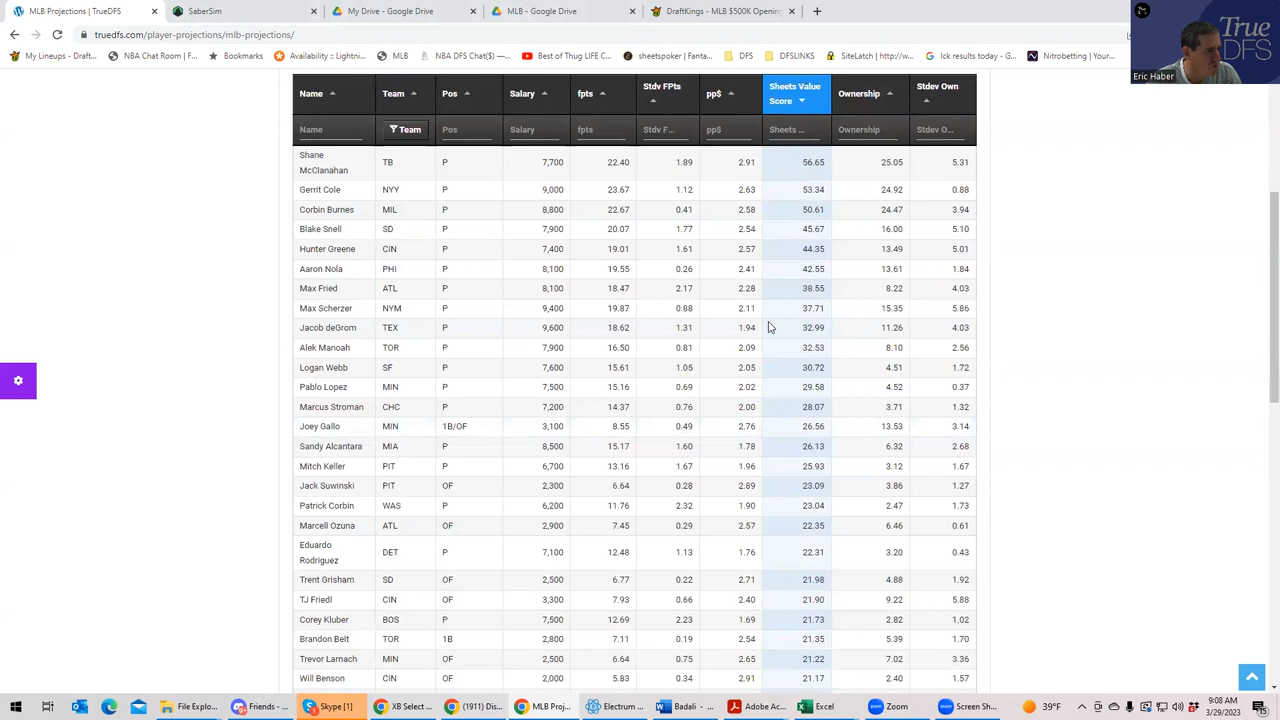 MLB Projections | TrueDFS
SaberSim
My Drive - Google Drive
MLB - Google Drive
DraftKings - MLB $500K Opening
truedfs.com/player-projections/mlb-projections/
My Lineups - Draft...
NBA Chat Room | F...
Bookmarks
Availability :: Lightni...
MLB
NBA DFS Chat($) —...
Best of Thug LIFE C...
sheetspoker | Fanta...
DFS
DFSLINKS
SiteLatch | http://w...
lck results today - G...
Nitrobetting | Your...
True
DFS
Eric Haber
Name Team Pos Salary fpts Stdv FPts pp$ Sheets Value Score Ownership Stdev Own
Name Team Pos Salary fpts Stdv F... pp$ Sheets ... Ownership Stdev O...
Shane McClanahan TB P 7,700 22.40 1.89 2.91 56.65 25.05 5.31
Gerrit Cole NYY P 9,000 23.67 1.12 2.63 53.34 24.92 0.88
Corbin Burnes MIL P 8,800 22.67 0.41 2.58 50.61 24.47 3.94
Blake Snell SD P 7,900 20.07 1.77 2.54 45.67 16.00 5.10
Hunter Greene CIN P 7,400 19.01 1.61 2.57 44.35 13.49 5.01
Aaron Nola PHI P 8,100 19.55 0.26 2.41 42.55 13.61 1.84
Max Fried ATL P 8,100 18.47 2.17 2.28 38.55 8.22 4.03
Max Scherzer NYM P 9,400 19.87 0.88 2.11 37.71 15.35 5.86
Jacob deGrom TEX P 9,600 18.62 1.31 1.94 32.99 11.26 4.03
Alek Manoah TOR P 7,900 16.50 0.81 2.09 32.53 8.10 2.56
Logan Webb SF P 7,600 15.61 1.05 2.05 30.72 4.51 1.72
Pablo Lopez MIN P 7,500 15.16 0.69 2.02 29.58 4.52 0.37
Marcus Stroman CHC P 7,200 14.37 0.76 2.00 28.07 3.71 1.32
Joey Gallo MIN 1B/OF 3,100 8.55 0.49 2.76 26.56 13.53 3.14
Sandy Alcantara MIA P 8,500 15.17 1.60 1.78 26.13 6.32 2.68
Mitch Keller PIT P 6,700 13.16 1.67 1.96 25.93 3.12 1.67
Jack Suwinski PIT OF 2,300 6.64 0.28 2.89 23.09 3.86 1.27
Patrick Corbin WAS P 6,200 11.76 2.32 1.90 23.04 2.47 1.73
Marcell Ozuna ATL OF 2,900 7.45 0.29 2.57 22.35 6.46 0.61
Eduardo Rodriguez DET P 7,100 12.48 1.13 1.76 22.31 3.20 0.43
Trent Grisham SD OF 2,500 6.77 0.22 2.71 21.98 4.88 1.92
TJ Friedl CIN OF 3,300 7.93 0.66 2.40 21.90 9.22 5.88
Corey Kluber BOS P 7,500 12.69 2.23 1.69 21.73 2.82 1.02
Brandon Belt TOR 1B 2,800 7.11 0.19 2.54 21.35 5.39 1.70
Trevor Larnach MIN OF 2,500 6.64 0.75 2.65 21.22 7.02 3.36
Will Benson CIN OF 2,000 5.83 0.34 2.91 21.17 2.40 1.57
File Explo...
Friends - ...
Skype [1]
XB Select ...
(1911) Dis...
MLB Proj...
Electrum ...
Badali - ...
Adobe Ac...
Excel
Zoom
Screen Sh...
39°F
9:08 AM
3/29/2023